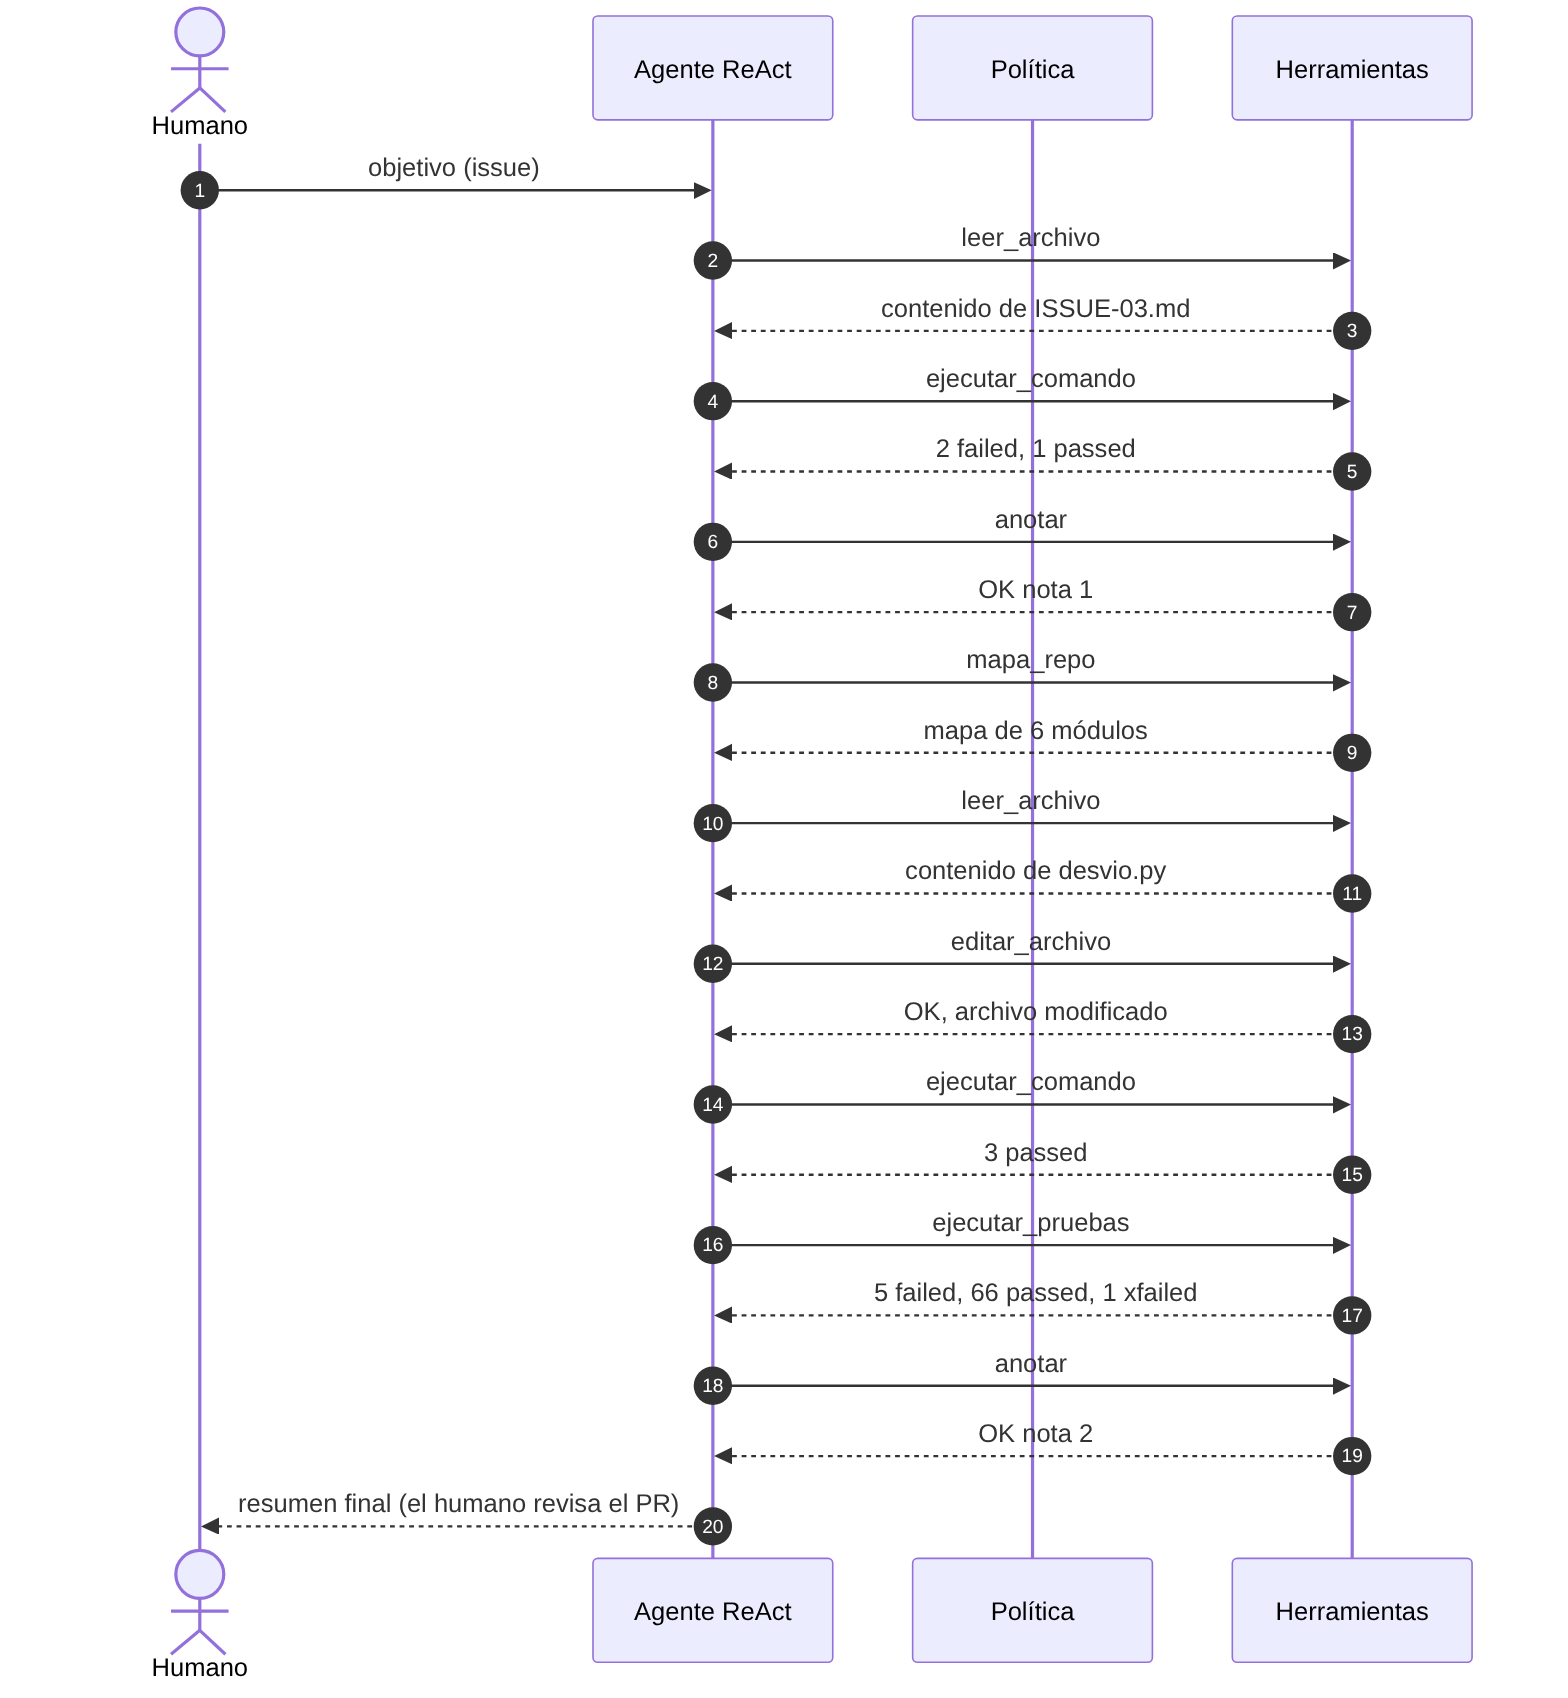 Humano
Agente ReAct
Política
Herramientas
objetivo (issue)
1
leer_archivo
2
contenido de ISSUE-03.md
3
ejecutar_comando
4
2 failed, 1 passed
5
anotar
6
OK nota 1
7
mapa_repo
8
mapa de 6 módulos
9
leer_archivo
10
contenido de desvio.py
11
editar_archivo
12
OK, archivo modificado
13
ejecutar_comando
14
3 passed
15
ejecutar_pruebas
16
5 failed, 66 passed, 1 xfailed
17
anotar
18
OK nota 2
19
resumen final (el humano revisa el PR)
20
Humano
Agente ReAct
Política
Herramientas